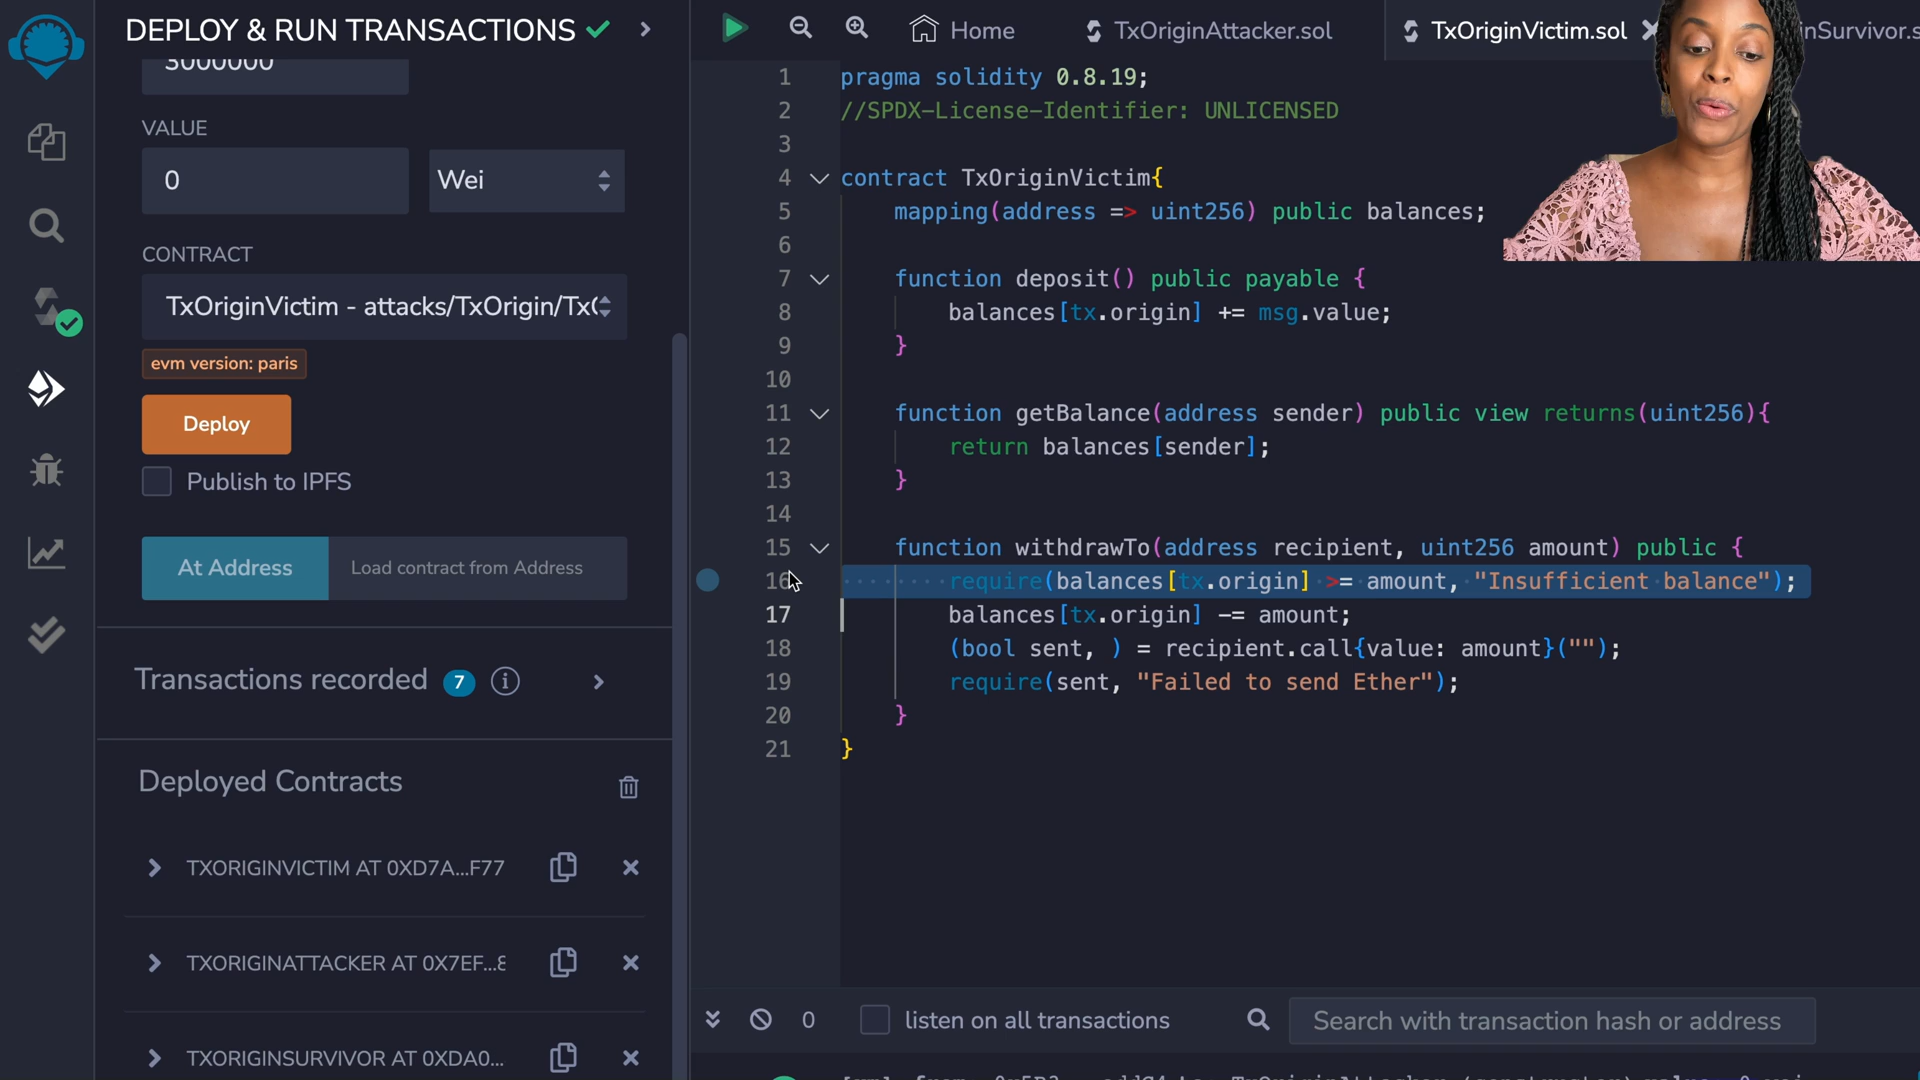 DEPLOY & RUN TRANSACTIONS
3000000
VALUE
0
Wei
CONTRACT
TxOriginVictim - attacks/TxOrigin/Tx(
evm version: paris
Deploy
Publish to IPFS
At Address
Load contract from Address
Transactions recorded 7 i
Deployed Contracts
TXORIGINVICTIM AT 0XD7A...F77
TXORIGINATTACKER AT 0X7EF...8
TXORIGINSURVIVOR AT 0XDA0...
Home
TxOriginAttacker.sol
TxOriginVictim.sol
inSurvivor.s
1 pragma solidity 0.8.19;
2 //SPDX-License-Identifier: UNLICENSED
3
4 contract TxOriginVictim{
5 mapping(address => uint256) public balances;
6
7 function deposit() public payable {
8 balances[tx.origin] += msg.value;
9 }
10
11 function getBalance(address sender) public view returns(uint256){
12 return balances[sender];
13 }
14
15 function withdrawTo(address recipient, uint256 amount) public {
16 require(balances[tx.origin] >= amount, "Insufficient balance");
17 balances[tx.origin] -= amount;
18 (bool sent, ) = recipient.call{value: amount}("");
19 require(sent, "Failed to send Ether");
20 }
21 }
0
listen on all transactions
Search with transaction hash or address